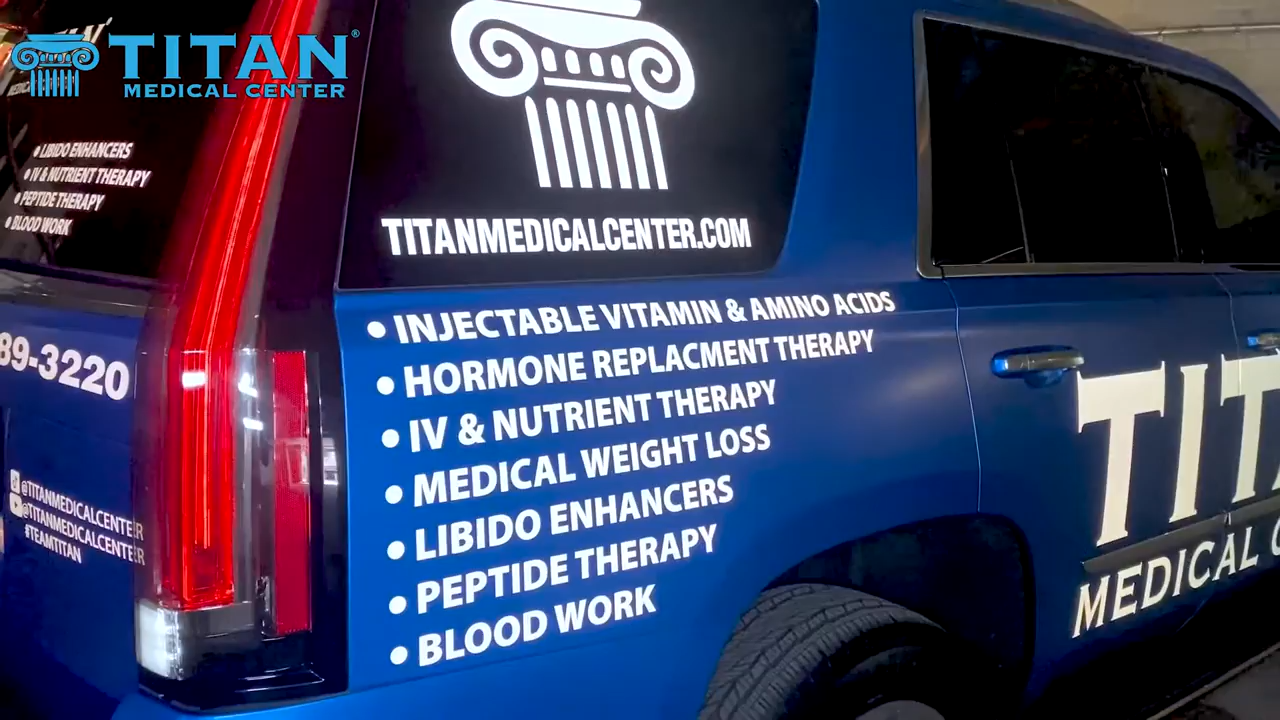 TITAN®
MEDICAL CENTER
• LIBIDO ENHANCERS
• IV & NUTRIENT THERAPY
• PEPTIDE THERAPY
• BLOOD WORK
89-3220
@TITANMEDICALCENTER
@TITANMEDICALCENTER
#TEAMTITAN
TITANMEDICALCENTER.COM
• INJECTABLE VITAMIN & AMINO ACIDS
• HORMONE REPLACMENT THERAPY
• IV & NUTRIENT THERAPY
• MEDICAL WEIGHT LOSS
• LIBIDO ENHANCERS
• PEPTIDE THERAPY
• BLOOD WORK
TIT
MEDICAL